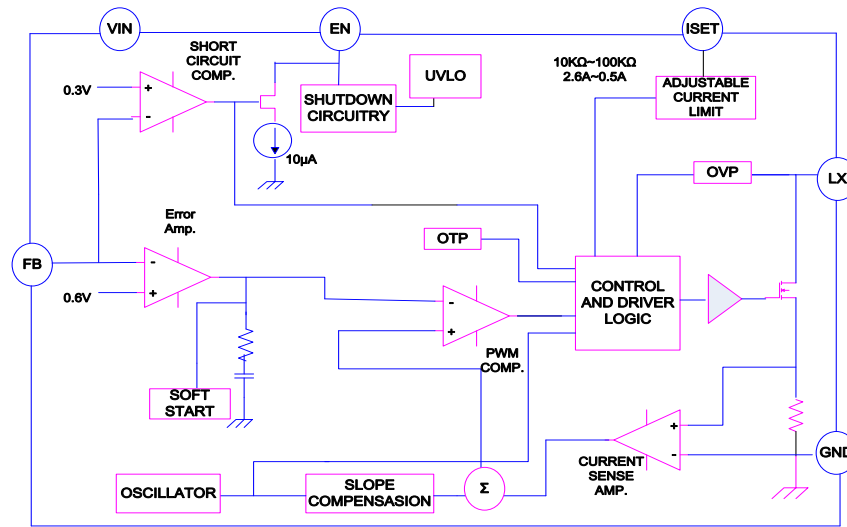 VIN
EN
ISET
SHORT
CIRCUIT
COMP.
0.3V
+
-
SHUTDOWN
CIRCUITRY
UVLO
10KΩ~100KΩ
2.6A~0.5A
ADJUSTABLE
CURRENT
LIMIT
10µA
OVP
LX
Error
Amp.
FB
-
+
0.6V
OTP
CONTROL
AND DRIVER
LOGIC
-
+
PWM
COMP.
SOFT
START
+
-
CURRENT
SENSE
AMP.
GND
OSCILLATOR
SLOPE
COMPENSASION
Σ